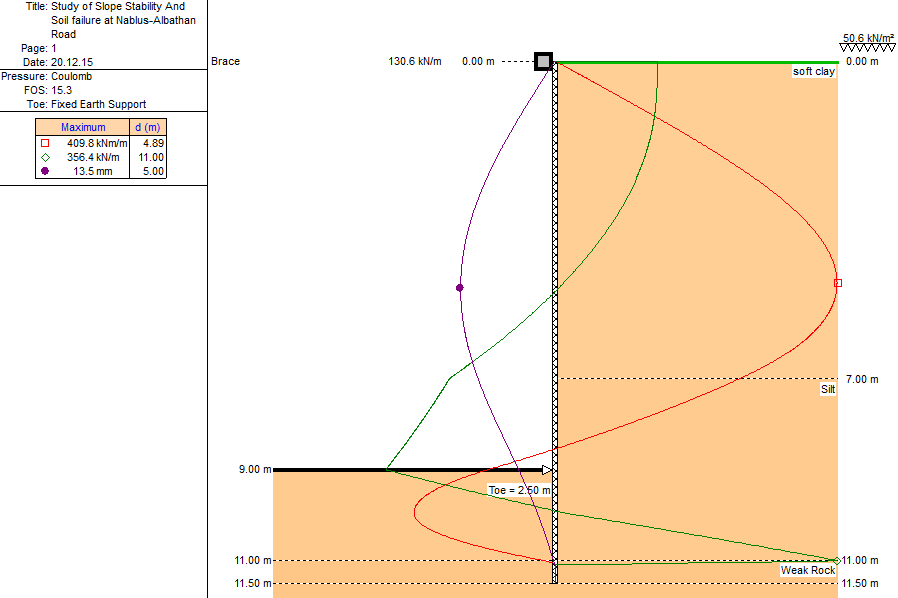 Title: Study of Slope Stability And
Soil failure at Nablus-Albathan
Road
Page: 1
Date: 20.12.15
Pressure: Coulomb
FOS: 15.3
Toe: Fixed Earth Support
Maximum d (m)
409.8 kNm/m 4.89
356.4 kN/m 11.00
13.5 mm 5.00
50.6 kN/m²
Brace 130.6 kN/m 0.00 m 0.00 m
soft clay
7.00 m
Silt
9.00 m
Toe = 2.50 m
11.00 m 11.00 m
Weak Rock
11.50 m 11.50 m